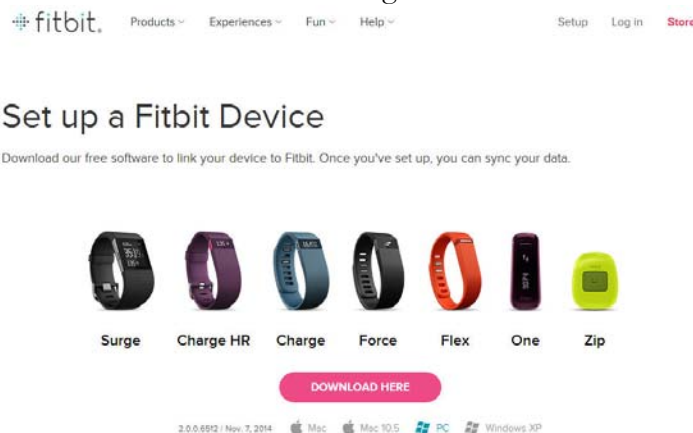 fitbit. Products Experiences Fun Help Setup Log in Store
Set up a Fitbit Device
Download our free software to link your device to Fitbit. Once you've set up, you can sync your data.
Surge Charge HR Charge Force Flex One Zip
DOWNLOAD HERE
2.0.0.6512 / Nov. 7, 2014 Mac Mac 10.5 PC Windows XP